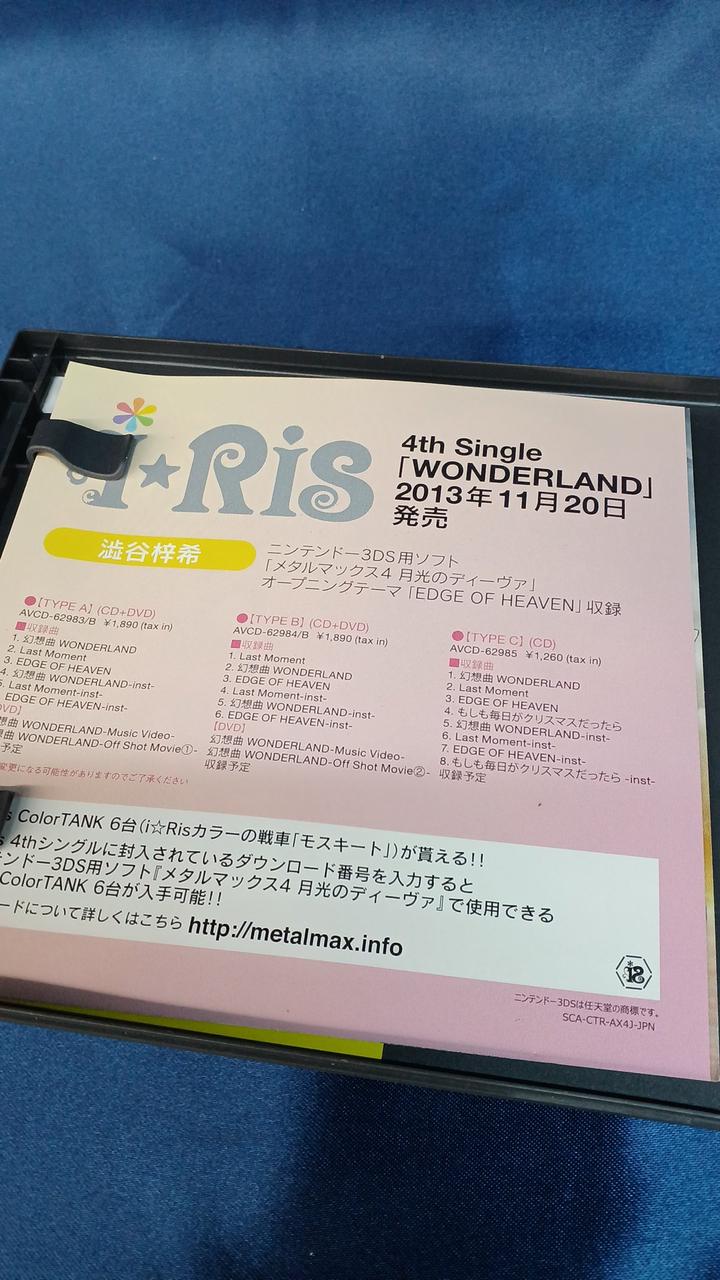 i☆Ris
4th Single
「WONDERLAND」
2013年11月20日
発売
澁谷梓希
ニンテンドー3DS用ソフト
「メタルマックス4 月光のディーヴァ」
オープニングテーマ「EDGE OF HEAVEN」収録
●【TYPE A】(CD+DVD)
AVCD-62983/B ¥1,890 (tax in)
■収録曲
1. 幻想曲 WONDERLAND
2. Last Moment
3. EDGE OF HEAVEN
4. 幻想曲 WONDERLAND-inst-
5. Last Moment-inst-
EDGE OF HEAVEN-inst-
DVD】
幻想曲 WONDERLAND-Music Video-
幻想曲 WONDERLAND-Off Shot Movie①-
予定
変更になる可能性がありますのでご了承ください
●【TYPE B】(CD+DVD)
AVCD-62984/B ¥1,890 (tax in)
■収録曲
1. Last Moment
2. 幻想曲 WONDERLAND
3. EDGE OF HEAVEN
4. Last Moment-inst-
5. 幻想曲 WONDERLAND-inst-
6. EDGE OF HEAVEN-inst-
【DVD】
幻想曲 WONDERLAND-Music Video-
幻想曲 WONDERLAND-Off Shot Movie②-
収録予定
●【TYPE C】(CD)
AVCD-62985 ¥1,260 (tax in)
■収録曲
1. 幻想曲 WONDERLAND
2. Last Moment
3. EDGE OF HEAVEN
4. もしも毎日がクリスマスだったら
5. 幻想曲 WONDERLAND-inst-
6. Last Moment-inst-
7. EDGE OF HEAVEN-inst-
8. もしも毎日がクリスマスだったら -inst-
収録予定
s ColorTANK 6台(i☆Risカラーの戦車「モスキート」)が貰える!!
s 4thシングルに封入されているダウンロード番号を入力すると
ンドー3DS用ソフト『メタルマックス4 月光のディーヴァ』で使用できる
ColorTANK 6台が入手可能!!
ードについて詳しくはこちら http://metalmax.info
iS
ニンテンドー3DSは任天堂の商標です。
SCA-CTR-AX4J-JPN